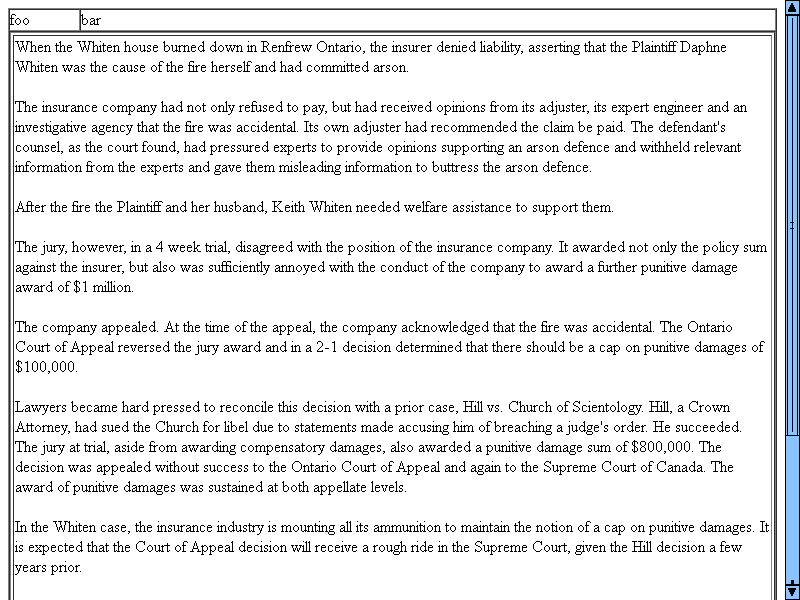 foo bar
When the Whiten house burned down in Renfrew Ontario, the insurer denied liability, asserting that the Plaintiff Daphne
Whiten was the cause of the fire herself and had committed arson.
The insurance company had not only refused to pay, but had received opinions from its adjuster, its expert engineer and an
investigative agency that the fire was accidental. Its own adjuster had recommended the claim be paid. The defendant's
counsel, as the court found, had pressured experts to provide opinions supporting an arson defence and withheld relevant
information from the experts and gave them misleading information to buttress the arson defence.
After the fire the Plaintiff and her husband, Keith Whiten needed welfare assistance to support them.
The jury, however, in a 4 week trial, disagreed with the position of the insurance company. It awarded not only the policy sum
against the insurer, but also was sufficiently annoyed with the conduct of the company to award a further punitive damage
award of $1 million.
The company appealed. At the time of the appeal, the company acknowledged that the fire was accidental. The Ontario
Court of Appeal reversed the jury award and in a 2-1 decision determined that there should be a cap on punitive damages of
$100,000.
Lawyers became hard pressed to reconcile this decision with a prior case, Hill vs. Church of Scientology. Hill, a Crown
Attorney, had sued the Church for libel due to statements made accusing him of breaching a judge's order. He succeeded.
The jury at trial, aside from awarding compensatory damages, also awarded a punitive damage sum of $800,000. The
decision was appealed without success to the Ontario Court of Appeal and again to the Supreme Court of Canada. The
award of punitive damages was sustained at both appellate levels.
In the Whiten case, the insurance industry is mounting all its ammunition to maintain the notion of a cap on punitive damages. It
is expected that the Court of Appeal decision will receive a rough ride in the Supreme Court, given the Hill decision a few
years prior.